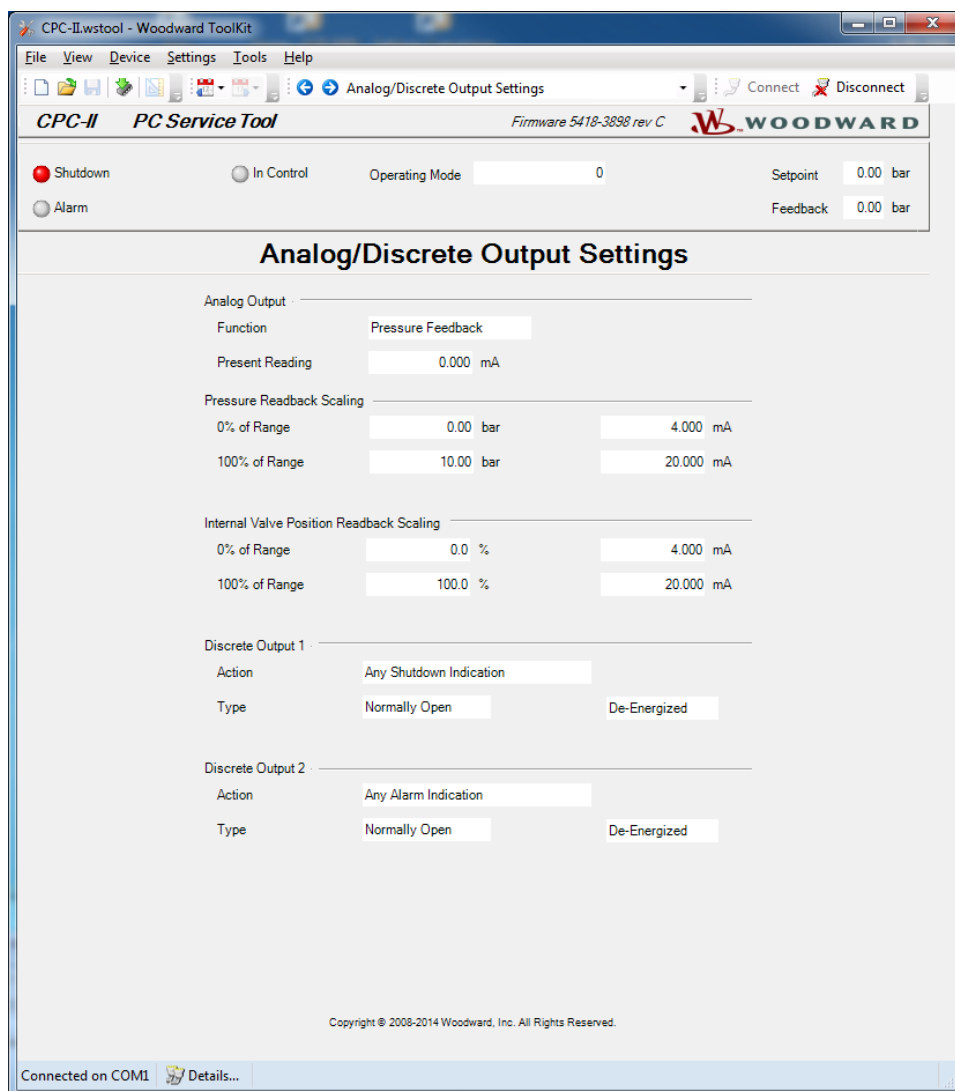 CPC-II.wstool - Woodward ToolKit
File View Device Settings Tools Help
Analog/Discrete Output Settings Connect Disconnect
CPC-II PC Service Tool Firmware 5418-3898 rev C WOODWARD
Shutdown In Control Operating Mode 0 Setpoint 0.00 bar
Alarm Feedback 0.00 bar
Analog/Discrete Output Settings
Analog Output
Function Pressure Feedback
Present Reading 0.000 mA
Pressure Readback Scaling
0% of Range 0.00 bar 4.000 mA
100% of Range 10.00 bar 20.000 mA
Internal Valve Position Readback Scaling
0% of Range 0.0 % 4.000 mA
100% of Range 100.0 % 20.000 mA
Discrete Output 1
Action Any Shutdown Indication
Type Normally Open De-Energized
Discrete Output 2
Action Any Alarm Indication
Type Normally Open De-Energized
Copyright © 2008-2014 Woodward, Inc. All Rights Reserved.
Connected on COM1 Details...